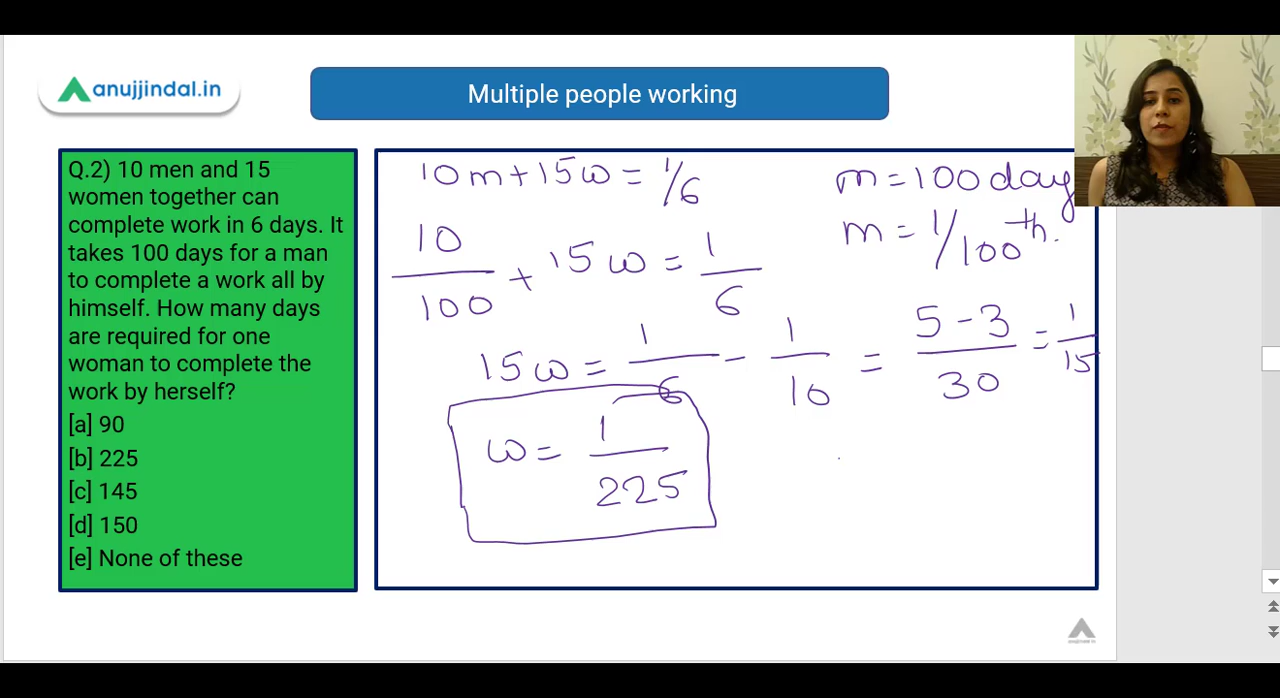 anujjindal.in
Multiple people working
Q.2) 10 men and 15
women together can
complete work in 6 days. It
takes 100 days for a man
to complete a work all by
himself. How many days
are required for one
woman to complete the
work by herself?
[a] 90
[b] 225
[c] 145
[d] 150
[e] None of these
10m+15w = 1/6
10/100 + 15w = 1/6
15w = 1/6 - 1/10 = 5-3/30 = 1/15
w = 1/225
m = 100 day
m = 1/100th.
anujjindal.in